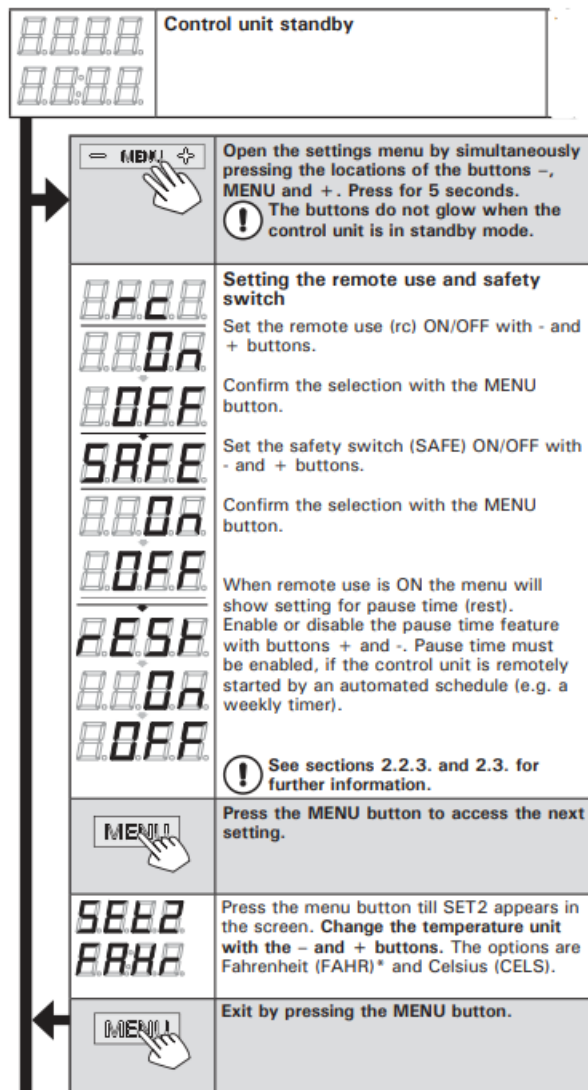 Control unit standby
88:88
– MENU +
Open the settings menu by simultaneously
pressing the locations of the buttons –,
MENU and +. Press for 5 seconds.
The buttons do not glow when the
control unit is in standby mode.
rc
On
OFF
SAFE
On
OFF
rESt
On
OFF
Setting the remote use and safety
switch
Set the remote use (rc) ON/OFF with - and
+ buttons.
Confirm the selection with the MENU
button.
Set the safety switch (SAFE) ON/OFF with
- and + buttons.
Confirm the selection with the MENU
button.
When remote use is ON the menu will
show setting for pause time (rest).
Enable or disable the pause time feature
with buttons + and -. Pause time must
be enabled, if the control unit is remotely
started by an automated schedule (e.g. a
weekly timer).
See sections 2.2.3. and 2.3. for
further information.
MENU
Press the MENU button to access the next
setting.
SEt2
FAHr
Press the menu button till SET2 appears in
the screen. Change the temperature unit
with the – and + buttons. The options are
Fahrenheit (FAHR)* and Celsius (CELS).
MENU
Exit by pressing the MENU button.